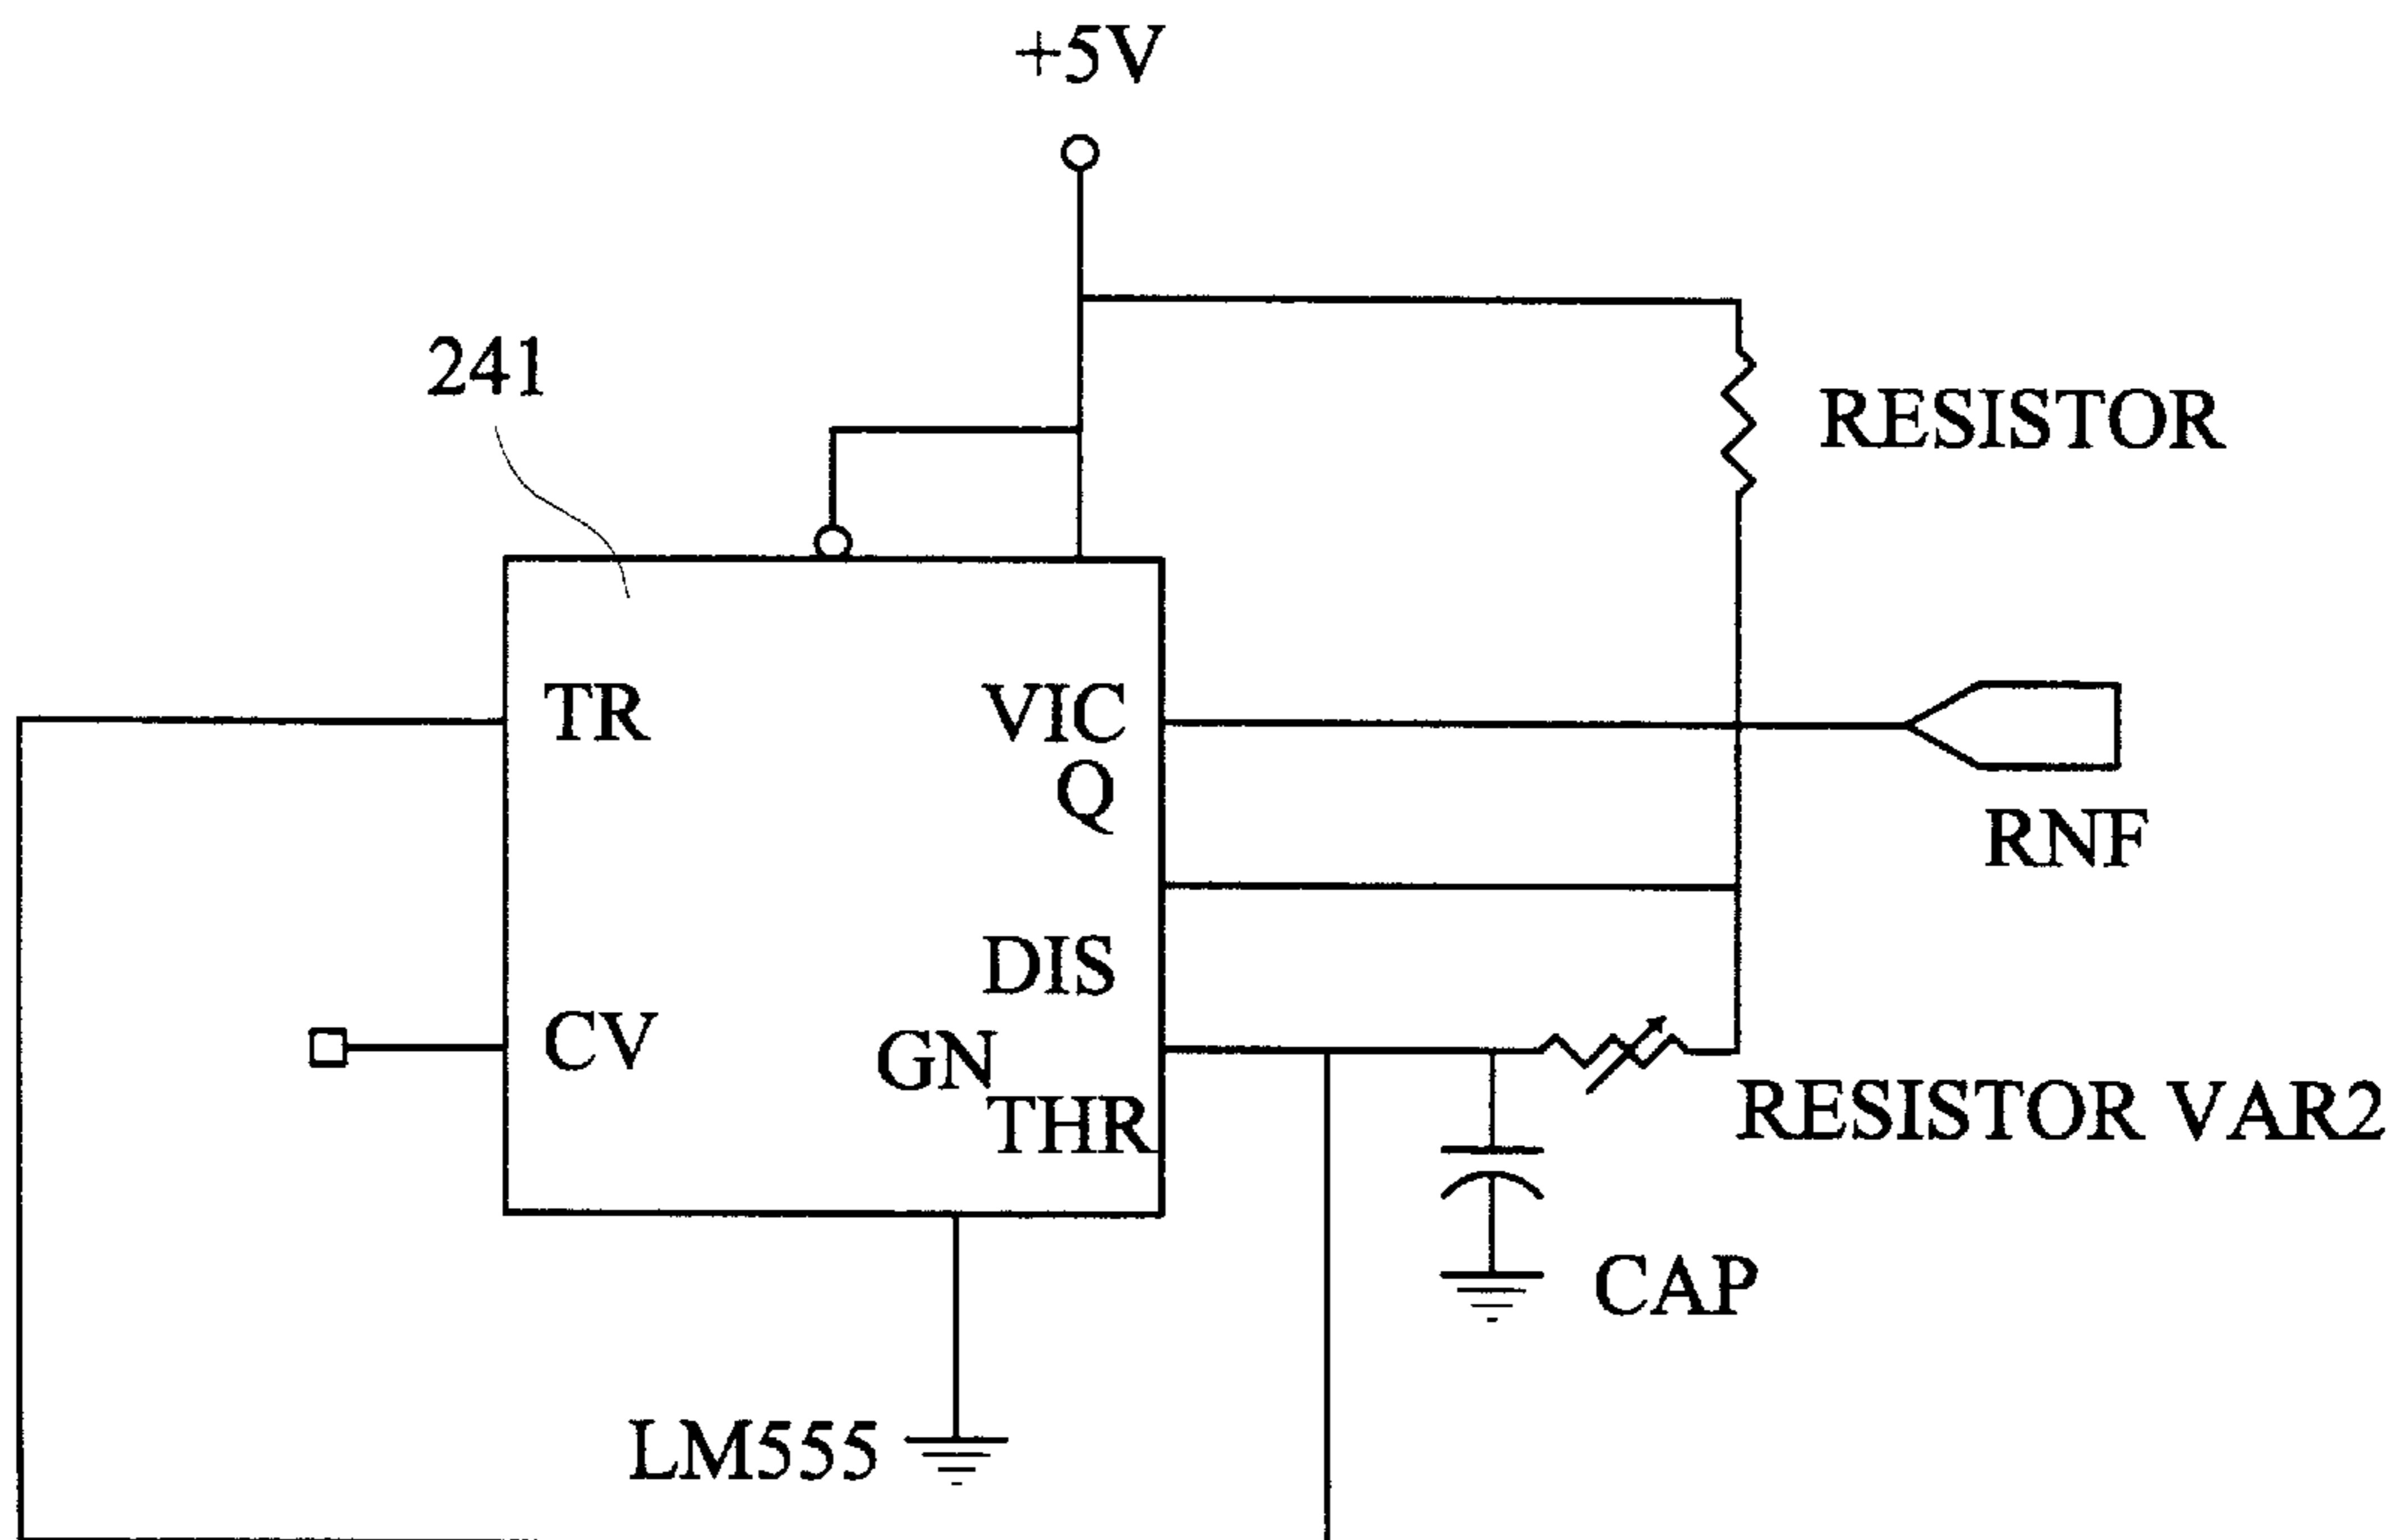 +5V
241
RESISTOR
TR
VIC
Q
RNF
DIS
CV
GN
THR
RESISTOR VAR2
CAP
LM555